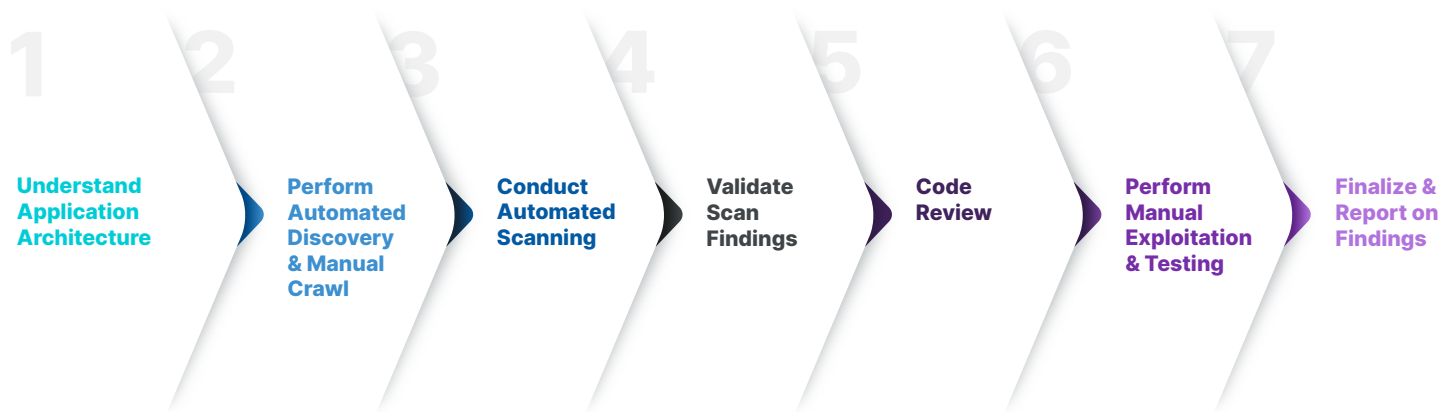 1
Understand
Application
Architecture
2
Perform
Automated
Discovery
& Manual
Crawl
3
Conduct
Automated
Scanning
4
Validate
Scan
Findings
5
Code
Review
6
Perform
Manual
Exploitation
& Testing
7
Finalize &
Report on
Findings